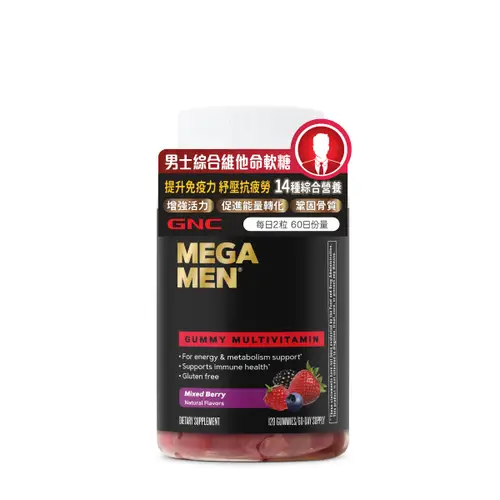 男士綜合維他命軟糖
提升免疫力 紓壓抗疲勞 14種綜合營養
增強活力 促進能量轉化 鞏固骨質
GNC 每日2粒 60日份量
MEGA
MEN®
GUMMY MULTIVITAMIN
• For energy & metabolism support*
• Supports immune health*
• Gluten free
Mixed Berry
Natural Flavors
DIETARY SUPPLEMENT
120 GUMMIES/60-DAY SUPPLY